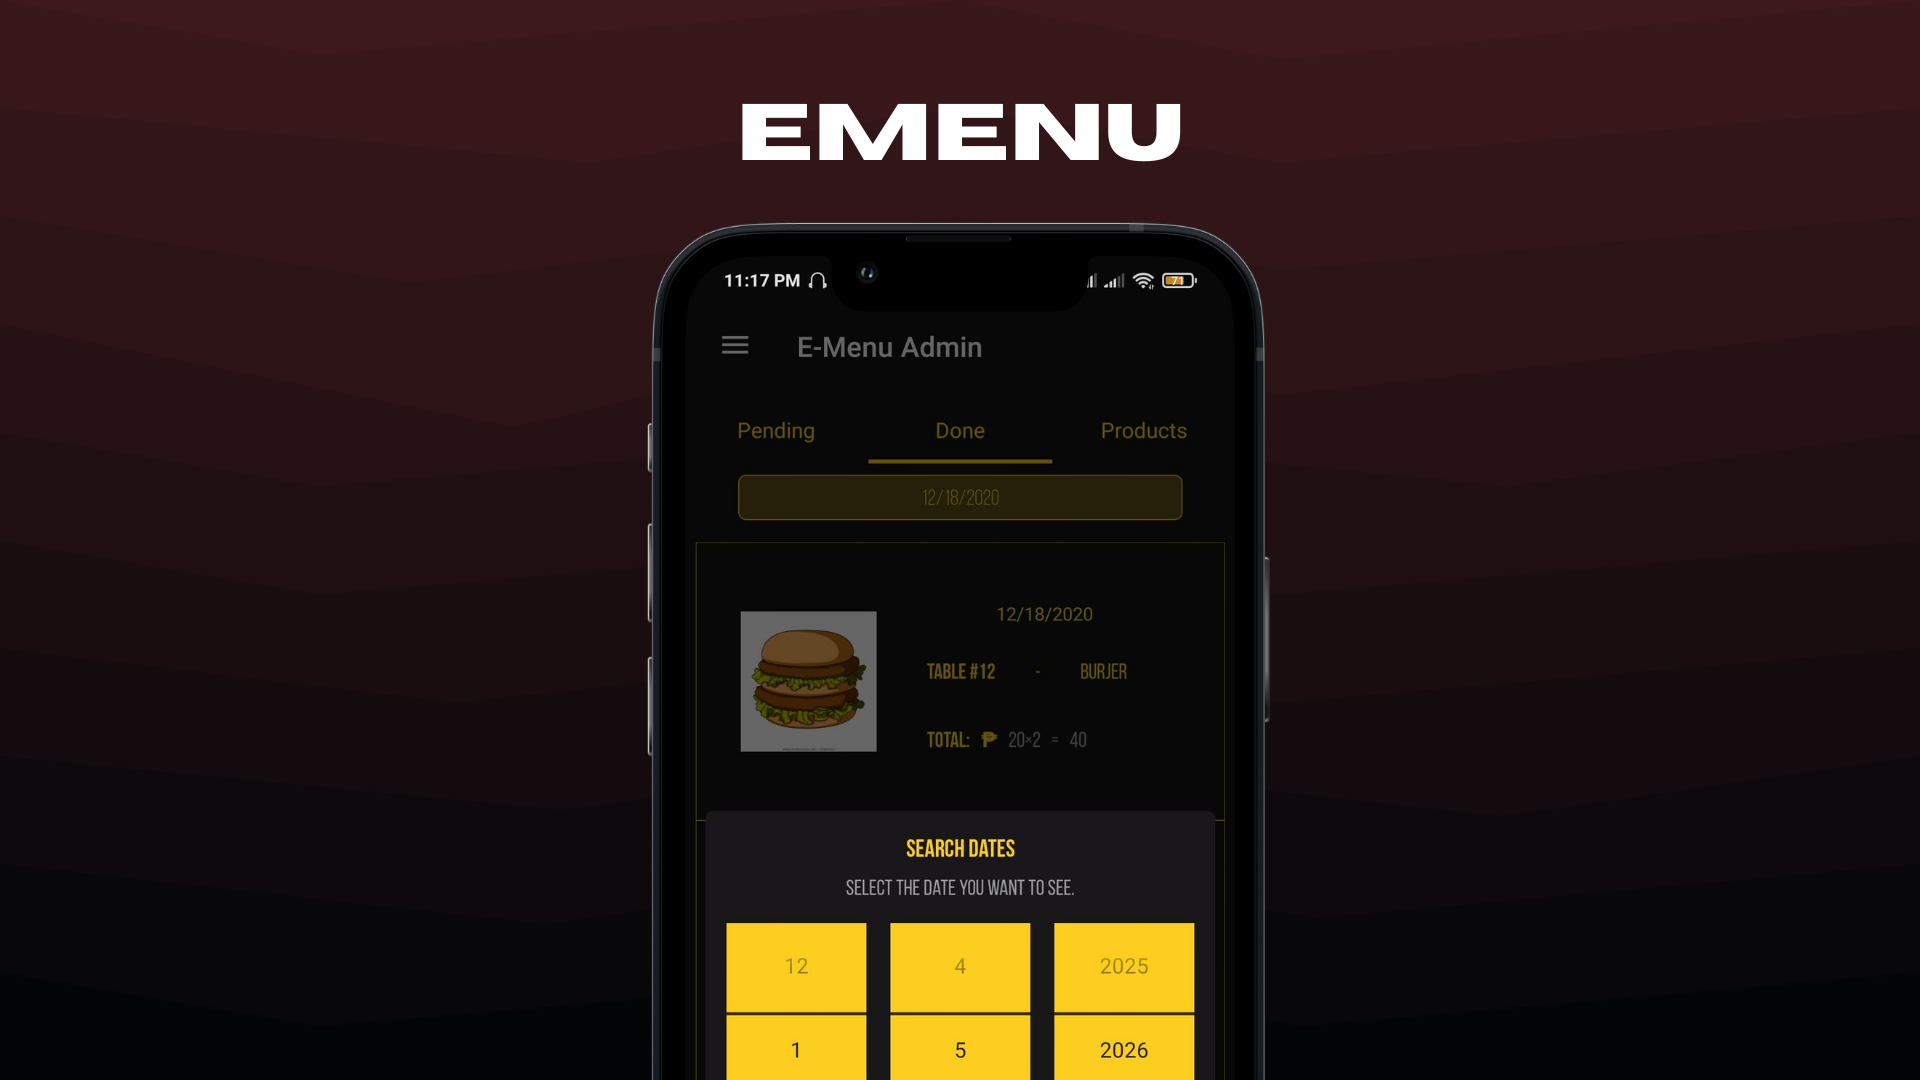 EMENU
11:17 PM 71
E-Menu Admin
Pending Done Products
12/18/2020
12/18/2020
TABLE #12 - BURJER
TOTAL: ₱ 20×2 = 40
SEARCH DATES
SELECT THE DATE YOU WANT TO SEE.
12 4 2025
1 5 2026